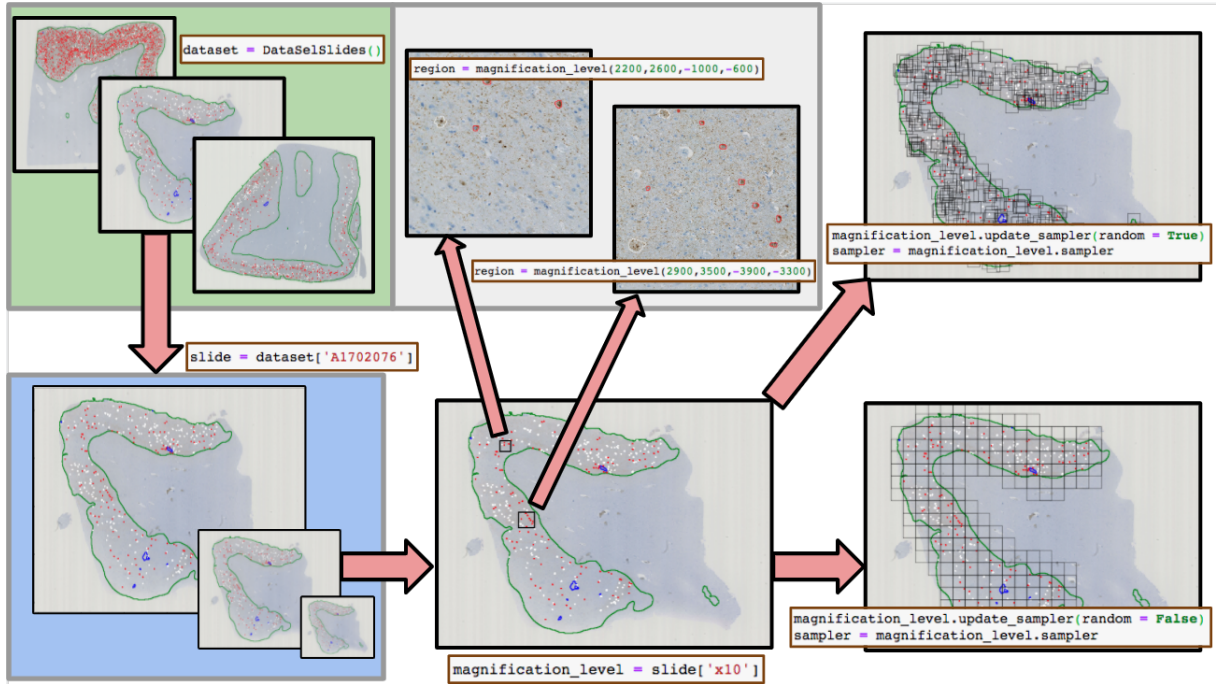 dataset = DataSelSlides()
region = magnification_level(2200,2600,-1000,-600)
region = magnification_level(2900,3500,-3900,-3300)
magnification_level.update_sampler(random = True)
sampler = magnification_level.sampler
slide = dataset['A1702076']
magnification_level = slide['x10']
magnification_level.update_sampler(random = False)
sampler = magnification_level.sampler